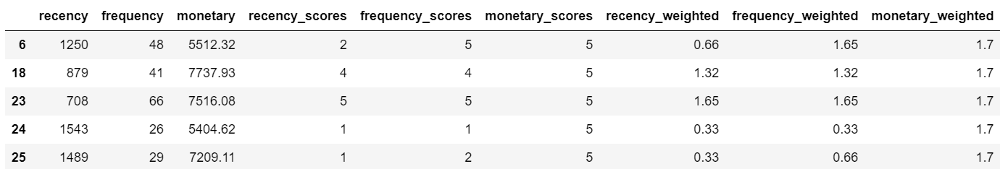 recency frequency monetary recency_scores frequency_scores monetary_scores recency_weighted frequency_weighted monetary_weighted
6 1250 48 5512.32 2 5 5 0.66 1.65 1.7
18 879 41 7737.93 4 4 5 1.32 1.32 1.7
23 708 66 7516.08 5 5 5 1.65 1.65 1.7
24 1543 26 5404.62 1 1 5 0.33 0.33 1.7
25 1489 29 7209.11 1 2 5 0.33 0.66 1.7